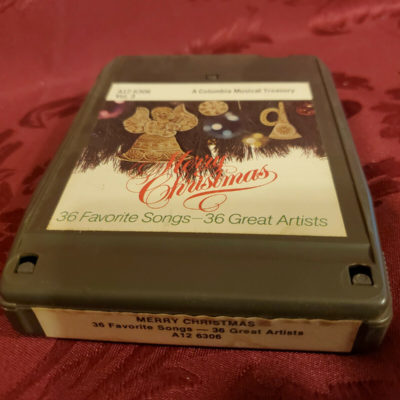 A12 6306 A Columbia Musical Treasury
Vol. 3
Merry
Christmas
36 Favorite Songs—36 Great Artists
MERRY CHRISTMAS
36 Favorite Songs — 36 Great Artists
A12 6306